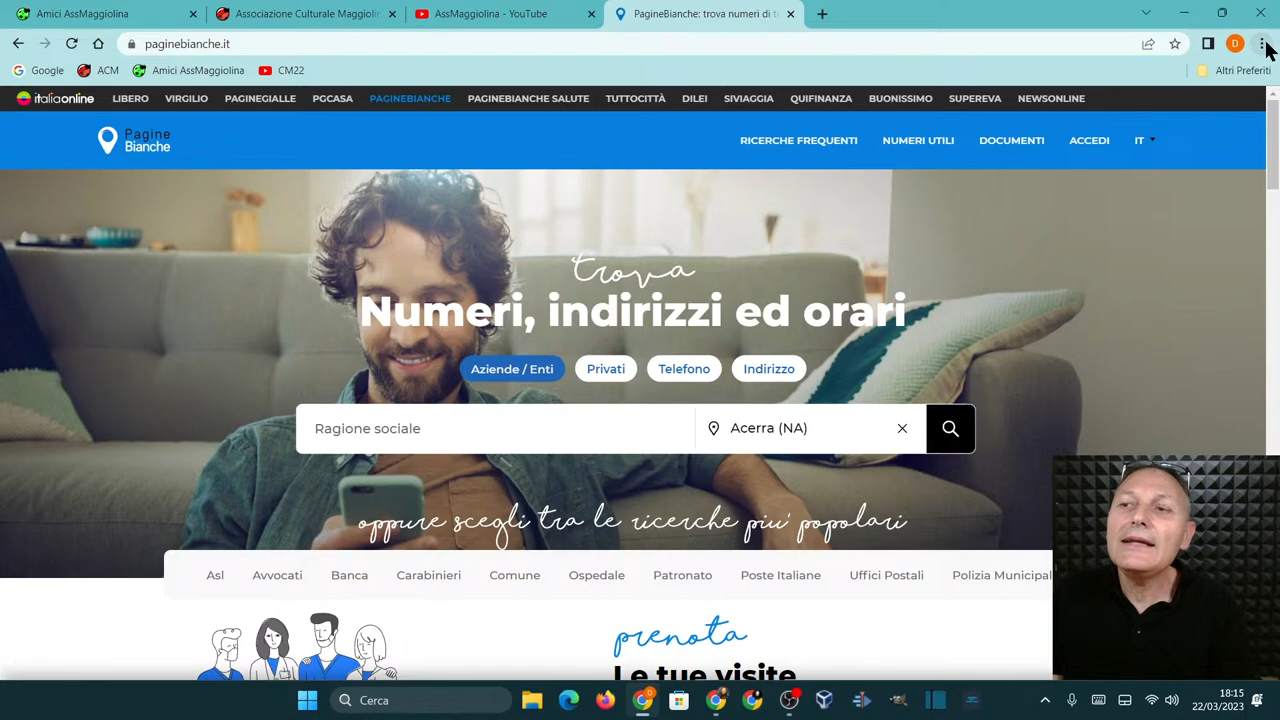 Amici AssMaggiolina
Associazione Culturale Maggiolin
AssMaggiolina - YouTube
PagineBianche: trova numeri di t
paginebianche.it
D
Google
ACM
Amici AssMaggiolina
CM22
Altri Preferiti
italiaonline
LIBERO
VIRGILIO
PAGINEGIALLE
PGCASA
PAGINEBIANCHE
PAGINEBIANCHE SALUTE
TUTTOCITTÀ
DILEI
SIVIAGGIA
QUIFINANZA
BUONISSIMO
SUPEREVA
NEWSONLINE
Pagine
Bianche
RICERCHE FREQUENTI
NUMERI UTILI
DOCUMENTI
ACCEDI
IT
trova
Numeri, indirizzi ed orari
Aziende / Enti
Privati
Telefono
Indirizzo
Ragione sociale
Acerra (NA)
oppure scegli tra le ricerche piu' popolari
Asl
Avvocati
Banca
Carabinieri
Comune
Ospedale
Patronato
Poste Italiane
Uffici Postali
Polizia Municipal
prenota
Le tue visite
Cerca
18:15
22/03/2023